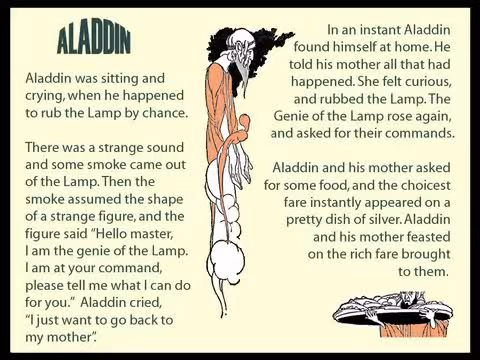 ALADDIN
Aladdin was sitting and
crying, when he happened
to rub the Lamp by chance.
There was a strange sound
and some smoke came out
of the Lamp. Then the
smoke assumed the shape
of a strange figure, and the
figure said “Hello master,
I am the genie of the Lamp.
I am at your command,
please tell me what I can do
for you.” Aladdin cried,
“I just want to go back to
my mother”.
In an instant Aladdin
found himself at home. He
told his mother all that had
happened. She felt curious,
and rubbed the Lamp. The
Genie of the Lamp rose again,
and asked for their commands.
Aladdin and his mother asked
for some food, and the choicest
fare instantly appeared on a
pretty dish of silver. Aladdin
and his mother feasted
on the rich fare brought
to them.